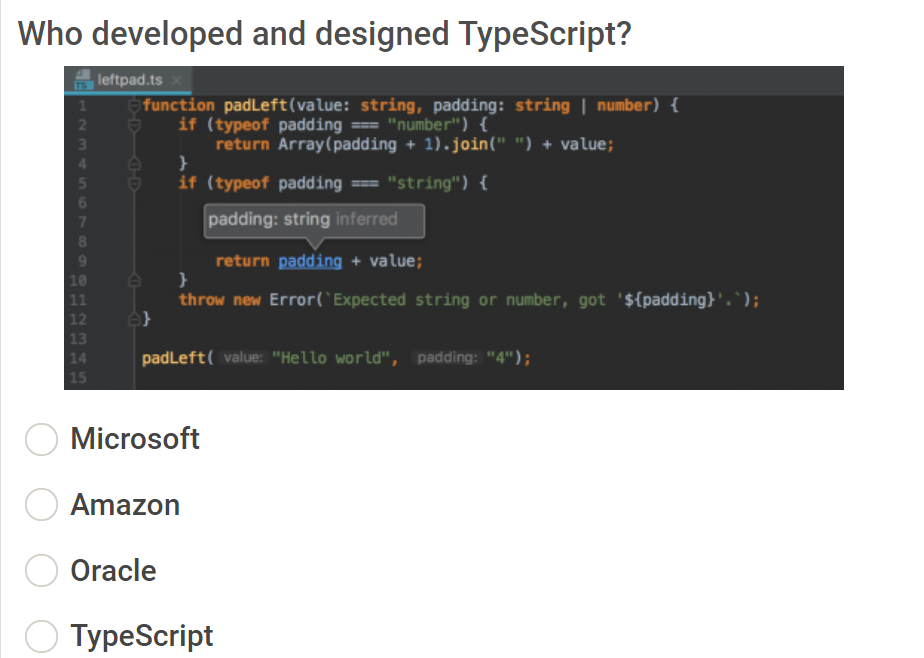 Who developed and designed TypeScript?
TS leftpad.ts ×
1 function padLeft(value: string, padding: string | number) {
2 if (typeof padding === "number") {
3 return Array(padding + 1).join(" ") + value;
4 }
5 if (typeof padding === "string") {
6
7 padding: string inferred
8
9 return padding + value;
10 }
11 throw new Error(`Expected string or number, got '${padding}'.`);
12 }
13
14 padLeft( value: "Hello world", padding: "4");
15
Microsoft
Amazon
Oracle
TypeScript